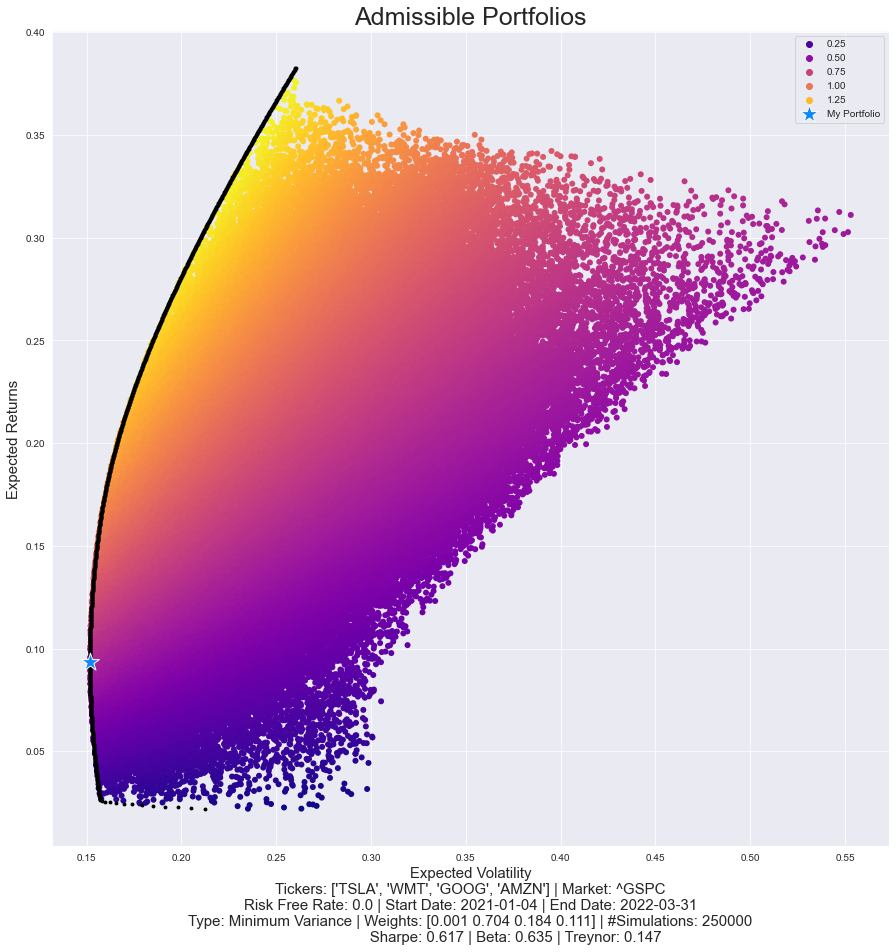 Admissible Portfolios
0.40
0.35
0.30
0.25
0.20
0.15
0.10
0.05
Expected Returns
0.25
0.50
0.75
1.00
1.25
My Portfolio
0.15 0.20 0.25 0.30 0.35 0.40 0.45 0.50 0.55
Expected Volatility
Tickers: ['TSLA', 'WMT', 'GOOG', 'AMZN'] | Market: ^GSPC
Risk Free Rate: 0.0 | Start Date: 2021-01-04 | End Date: 2022-03-31
Type: Minimum Variance | Weights: [0.001 0.704 0.184 0.111] | #Simulations: 250000
Sharpe: 0.617 | Beta: 0.635 | Treynor: 0.147